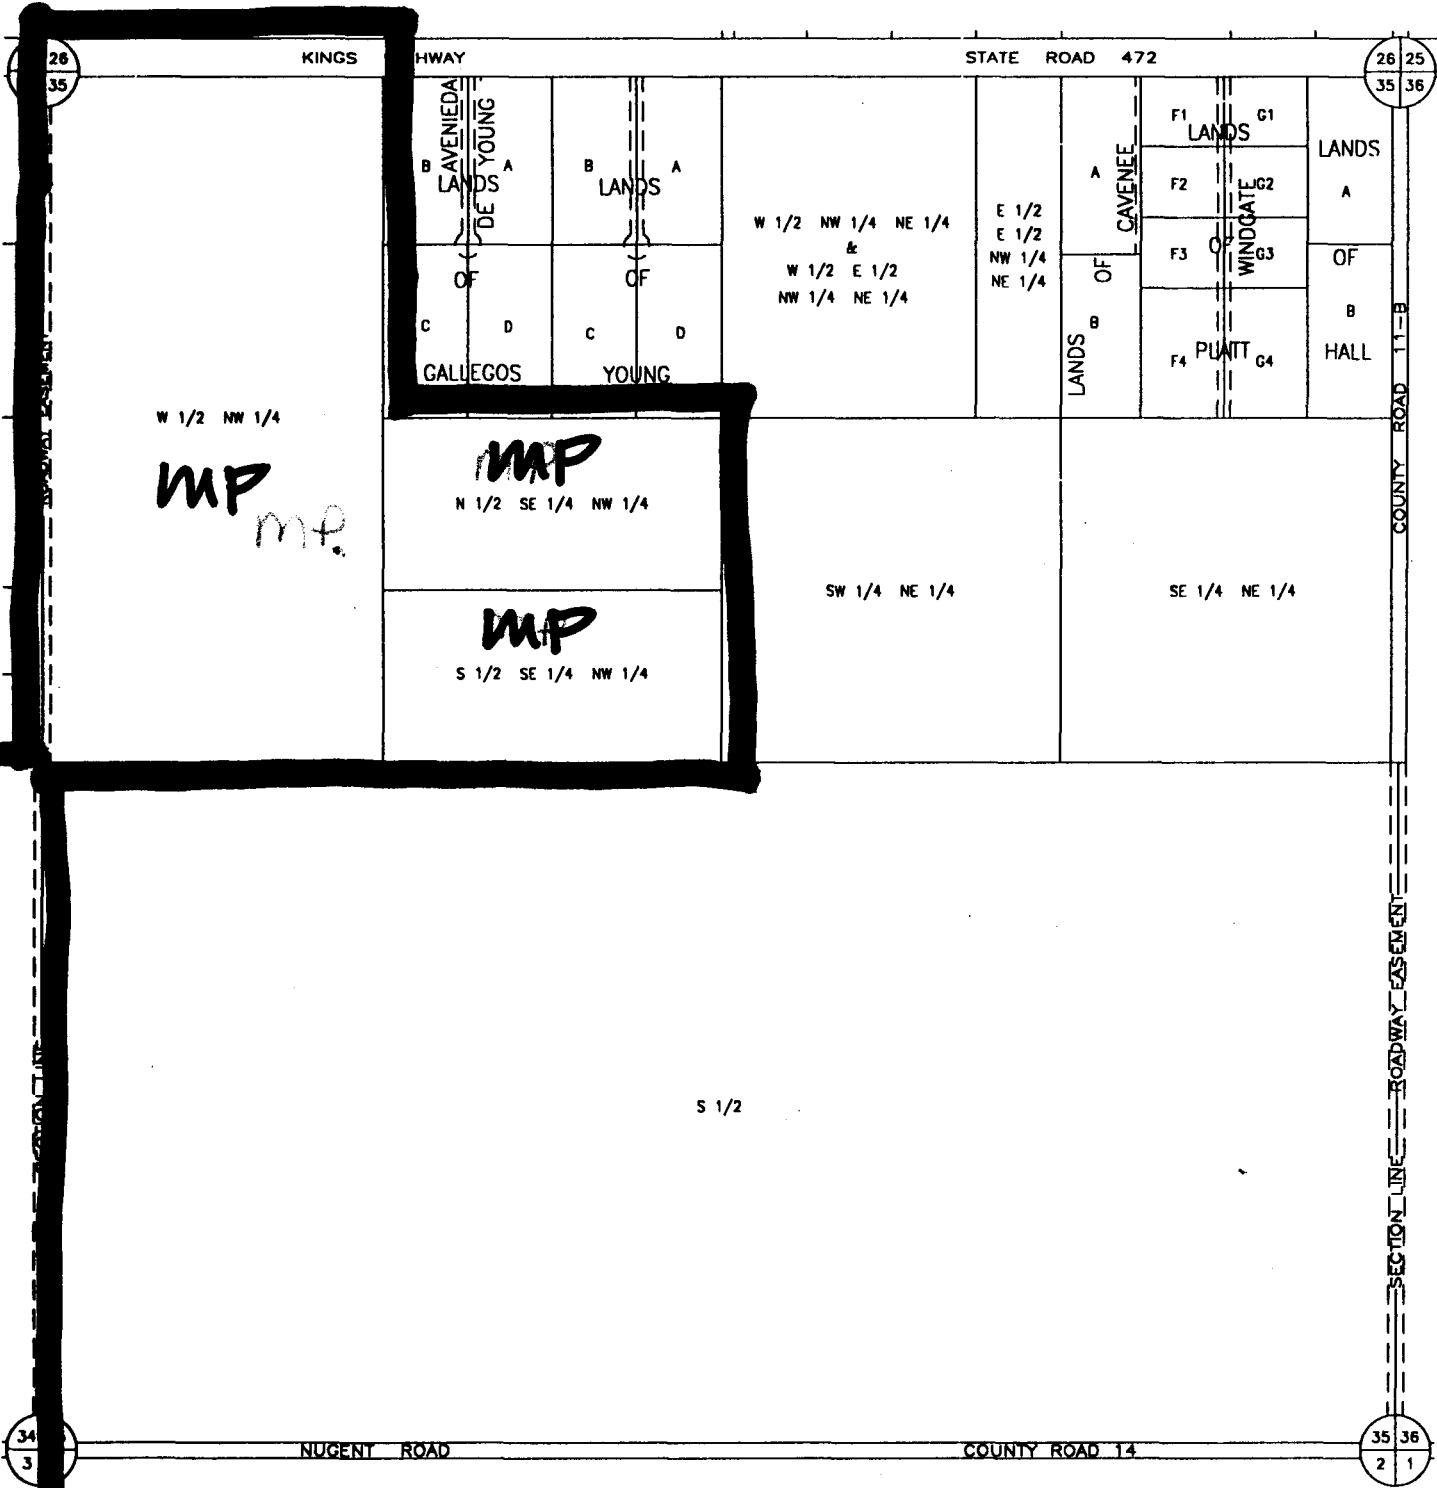 26
35
KINGS HWAY
STATE ROAD 472
26 25
35 36
AVENIEDA
DE YOUNG
B A
LANDS
OF
C D
GALLEGOS
B A
LANDS
OF
C D
YOUNG
W 1/2 NW 1/4 NE 1/4
&
W 1/2 E 1/2
NW 1/4 NE 1/4
E 1/2
E 1/2
NW 1/4
NE 1/4
A
CAVENEE
OF
B
LANDS
F1 G1
LANDS
F2 G2
WINDGATE
OF
F3 G3
PLATT
F4 G4
LANDS
A
OF
B
HALL
COUNTY ROAD 11-B
W 1/2 NW 1/4
MP
MP.
MP
N 1/2 SE 1/4 NW 1/4
MP
S 1/2 SE 1/4 NW 1/4
SW 1/4 NE 1/4
SE 1/4 NE 1/4
S 1/2
SECTION LINE ROADWAY EASEMENT
34
3
NUGENT ROAD
COUNTY ROAD 14
35 36
2 1